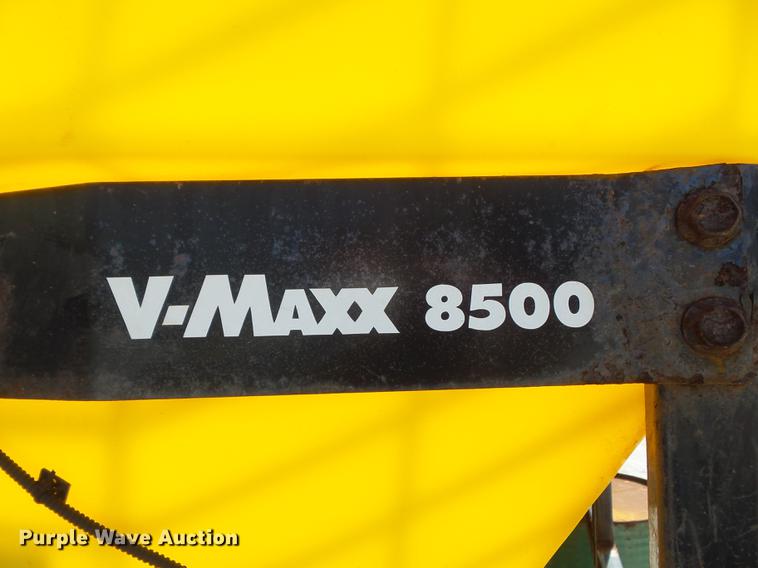 V-MAXX 8500
Purple Wave Auction